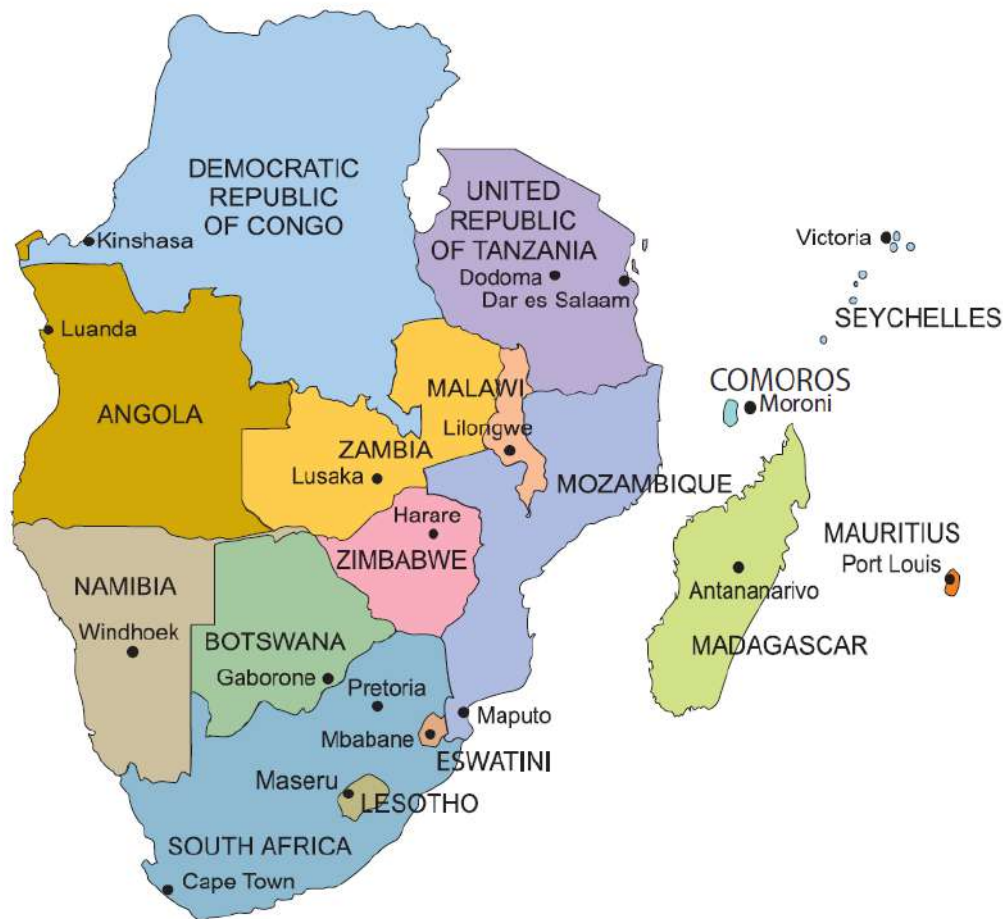 DEMOCRATIC
REPUBLIC
OF CONGO
Kinshasa
UNITED
REPUBLIC
OF TANZANIA
Dodoma
Dar es Salaam
Victoria
SEYCHELLES
Luanda
ANGOLA
MALAWI
Lilongwe
ZAMBIA
Lusaka
COMOROS
Moroni
MOZAMBIQUE
Harare
ZIMBABWE
MAURITIUS
Port Louis
Antananarivo
MADAGASCAR
NAMIBIA
Windhoek
BOTSWANA
Gaborone
Pretoria
Maputo
Mbabane
ESWATINI
Maseru
LESOTHO
SOUTH AFRICA
Cape Town